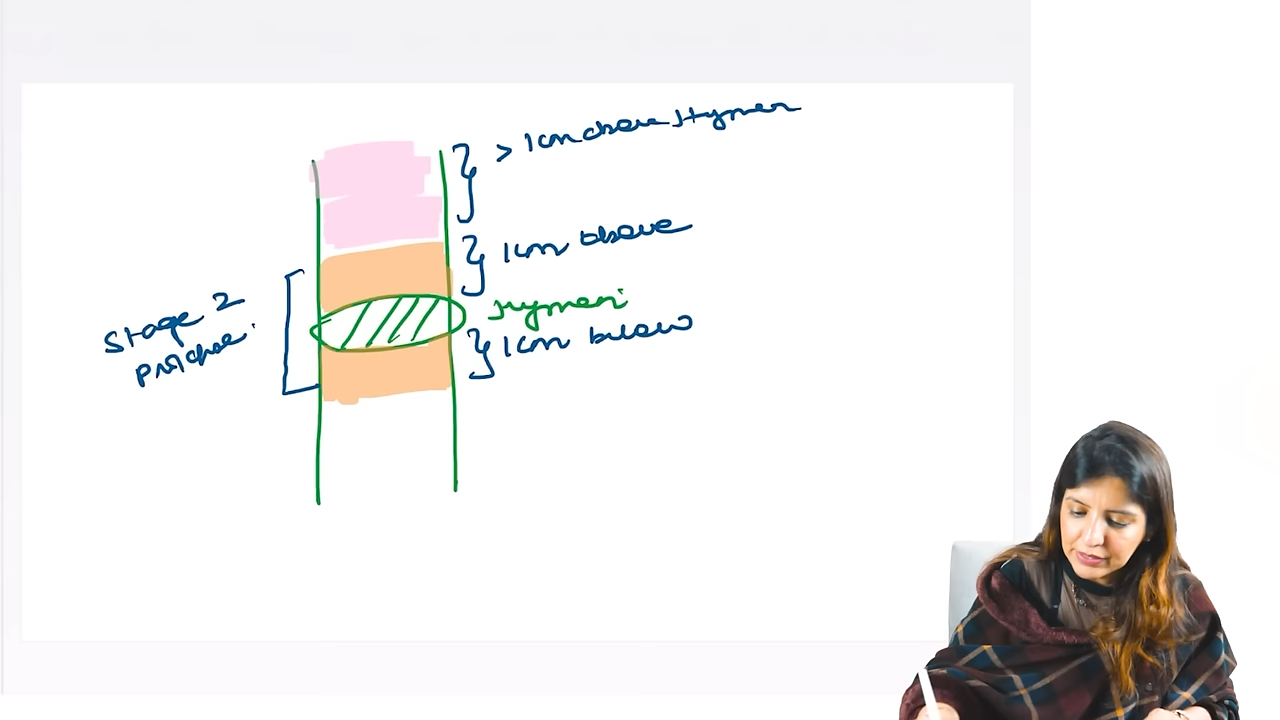 > 1cm above Hymen
1cm above
Stage 2
prolapse
Hymen
1cm below